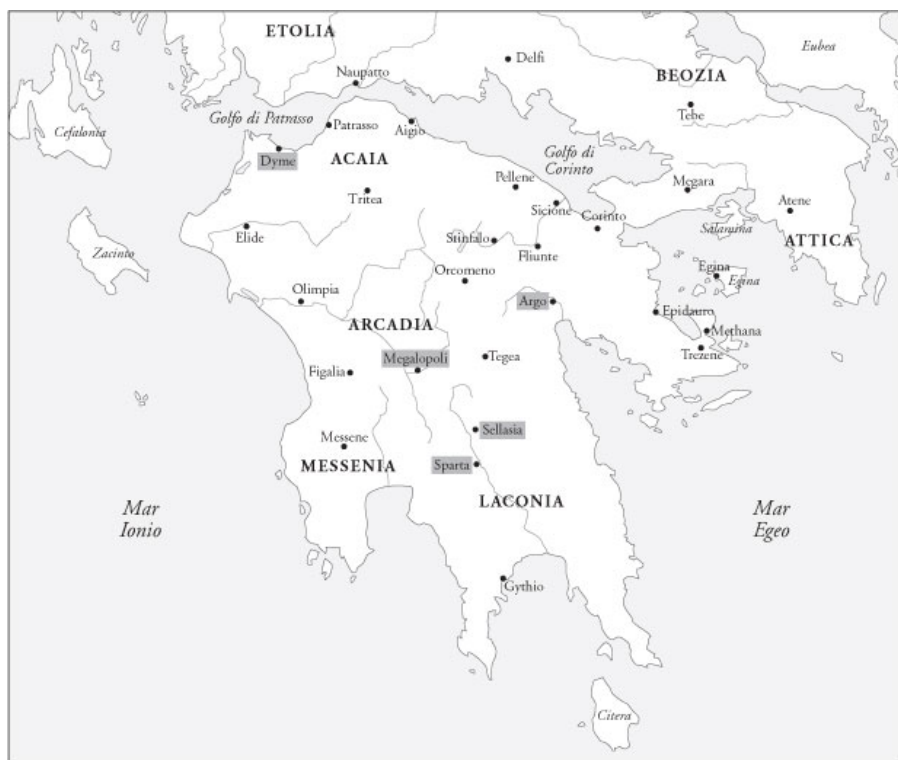 ETOLIA
Eubea
Delfi
Naupatto
BEOZIA
Golfo di Patrasso
Tebe
Patrasso
Aigio
Cefalonia
Dyme
ACAIA
Golfo di
Corinto
Pellene
Megara
Tritea
Sicione
Atene
Elide
Corinto
Salamina
Stinfalo
ATTICA
Zacinto
Fliunte
Egina
Egina
Orcomeno
Olimpia
Argo
Epidauro
ARCADIA
Methana
Trezene
Megalopoli
Tegea
Figalia
Sellasia
Messene
MESSENIA
Sparta
LACONIA
Mar
Ionio
Mar
Egeo
Gythio
Citera